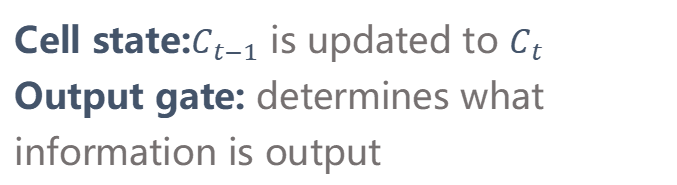 Cell state:C_{t−1} is updated to C_t
Output gate: determines what
information is output